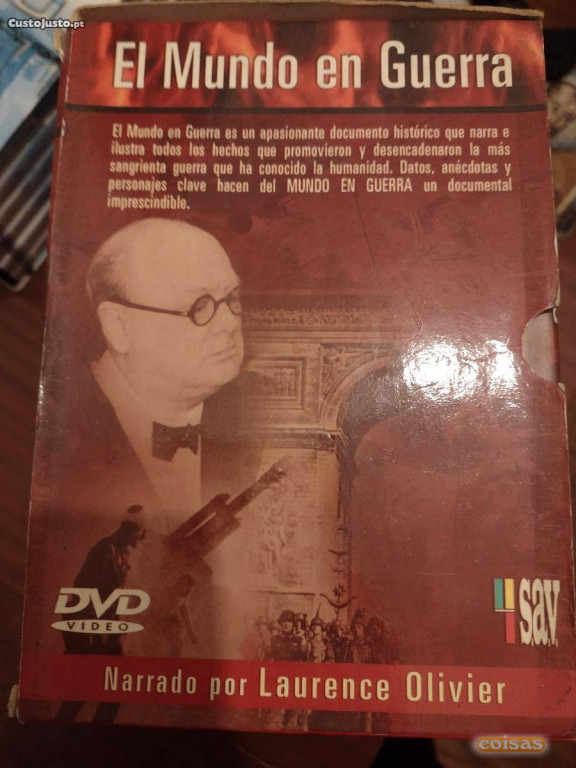 CustoJusto.pt
El Mundo en Guerra
El Mundo en Guerra es un apasionante documento histórico que narra e
ilustra todos los hechos que promovieron y desencadenaron la más
sangrienta guerra que ha conocido la humanidad. Datos, anécdotas y
personajes clave hacen del MUNDO EN GUERRA un documental
imprescindible.
DVD
VIDEO
s.a.v.
Narrado por Laurence Olivier
coisas